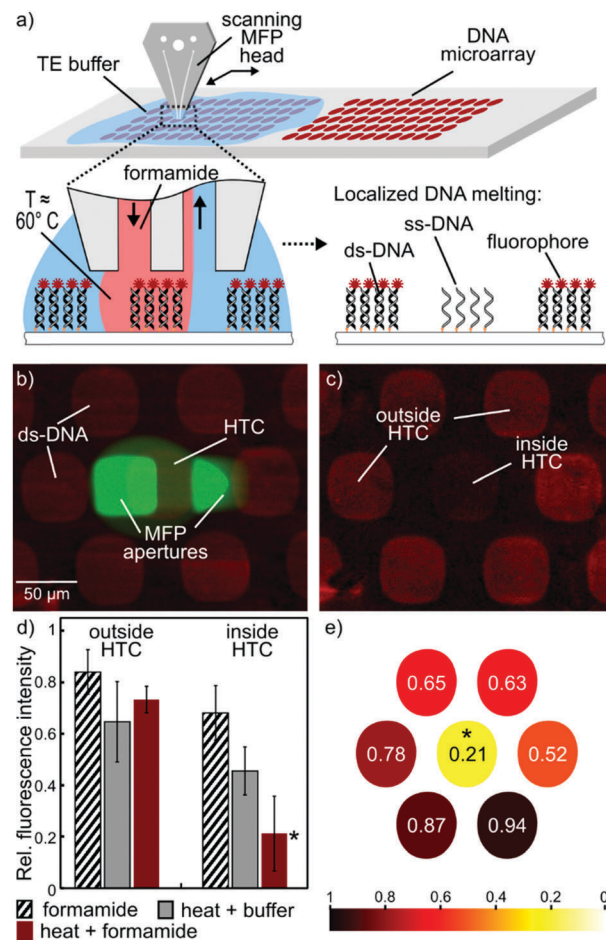 a)
scanning
MFP
head
TE buffer
DNA
microarray
formamide
T ≈
60° C
Localized DNA melting:
ss-DNA
ds-DNA
fluorophore
b)
ds-DNA
HTC
MFP
apertures
50 µm
c)
outside
HTC
inside
HTC
d)
outside
HTC
inside
HTC
Rel. fluorescence intensity
1
0.8
0.6
0.4
0.2
0
*
formamide
heat + buffer
heat + formamide
e)
0.65
0.63
0.78
*
0.21
0.52
0.87
0.94
1 0.8 0.6 0.4 0.2 0